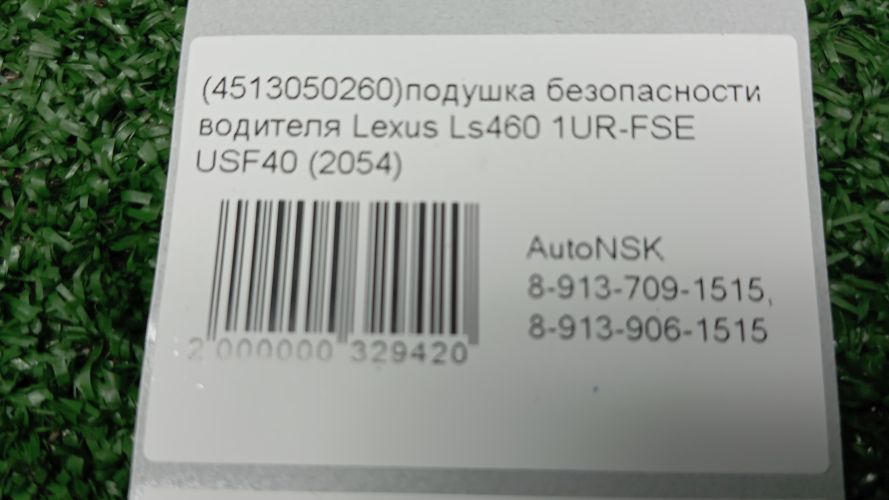 (4513050260)подушка безопасности
водителя Lexus Ls460 1UR-FSE
USF40 (2054)
AutoNSK
8-913-709-1515,
8-913-906-1515
2 000000 329420